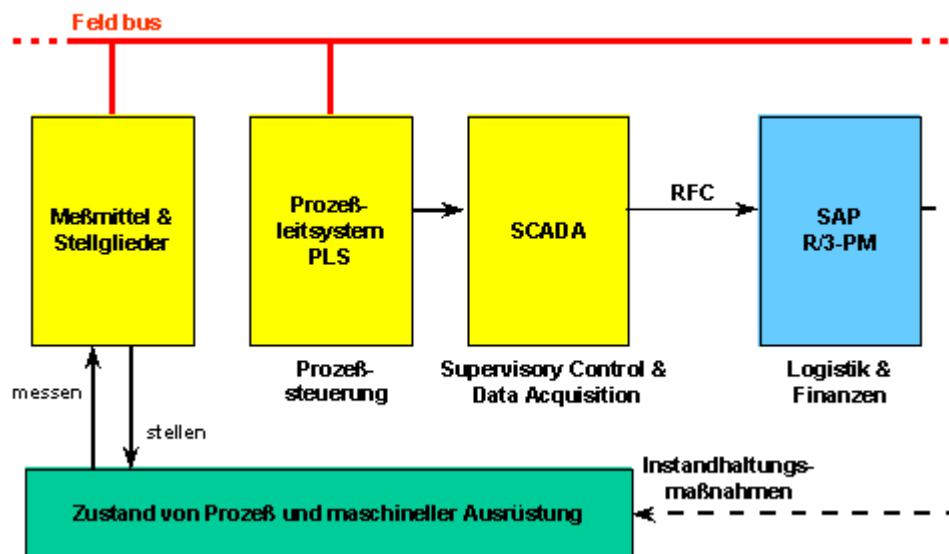 Feld bus
Meßmittel &
Stellglieder
Prozeß-
leitsystem
PLS
SCADA
RFC
SAP
R/3-PM
Prozeß-
steuerung
Supervisory Control &
Data Acquisition
Logistik &
Finanzen
messen
stellen
Instandhaltungs-
maßnahmen
Zustand von Prozeß und maschineller Ausrüstung